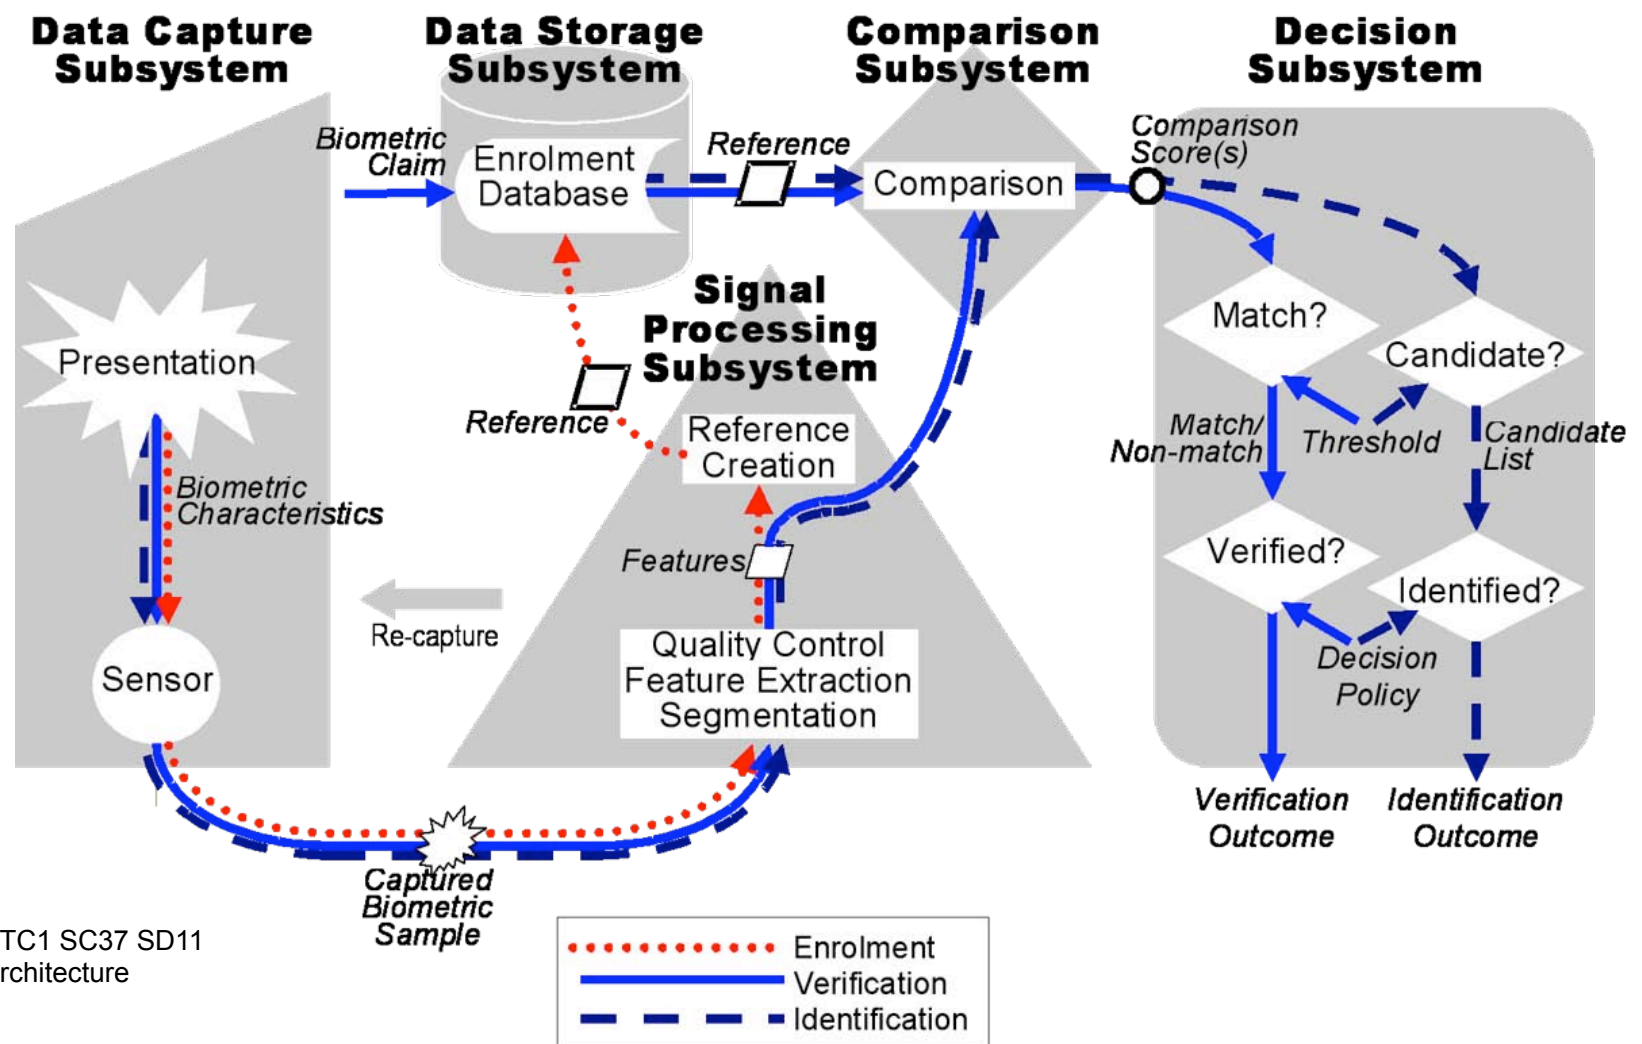 Data Capture
Subsystem
Data Storage
Subsystem
Comparison
Subsystem
Decision
Subsystem
Biometric
Claim
Enrolment
Database
Reference
Comparison
Comparison
Score(s)
Signal
Processing
Subsystem
Presentation
Match?
Candidate?
Reference
Reference
Creation
Match/
Non-match
Threshold
Candidate
List
Biometric
Characteristics
Features
Verified?
Identified?
Re-capture
Sensor
Quality Control
Feature Extraction
Segmentation
Decision
Policy
Verification
Outcome
Identification
Outcome
Captured
Biometric
Sample
TC1 SC37 SD11
rchitecture
Enrolment
Verification
Identification